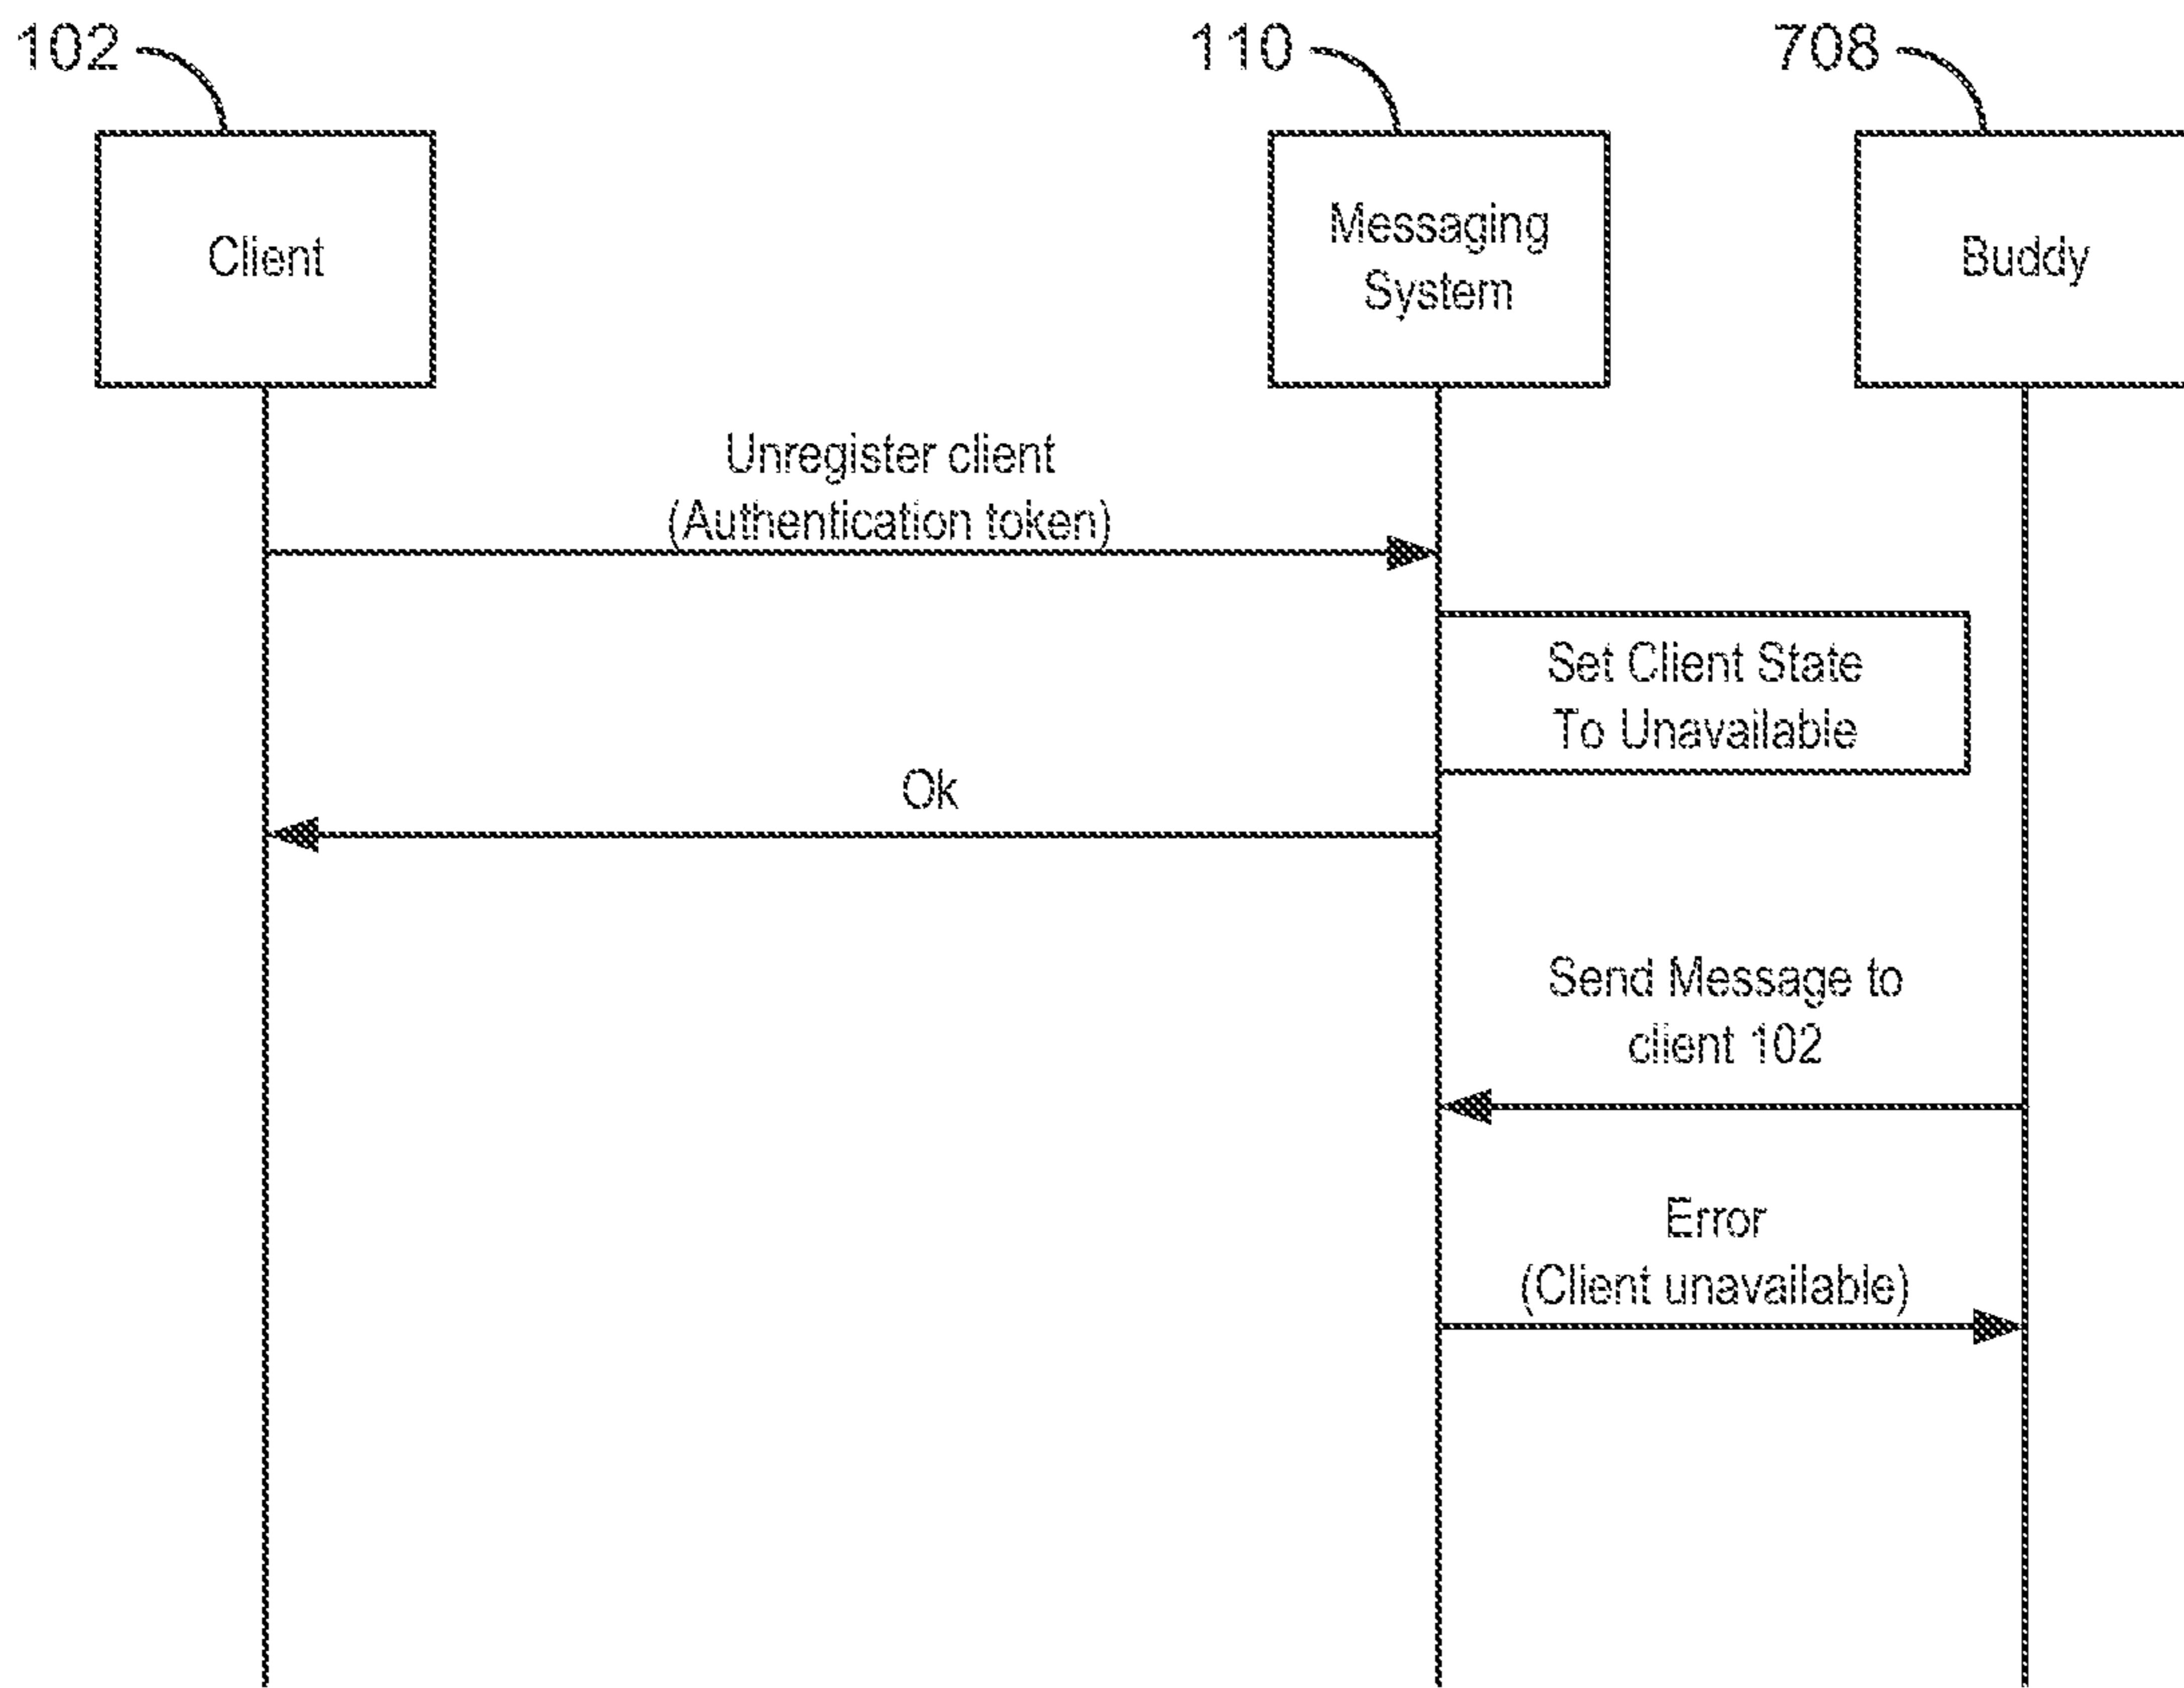 102
110
708
Client
Messaging
System
Buddy
Unregister client
(Authentication token)
Set Client State
To Unavailable
Ok
Send Message to
client 102
Error
(Client unavailable)